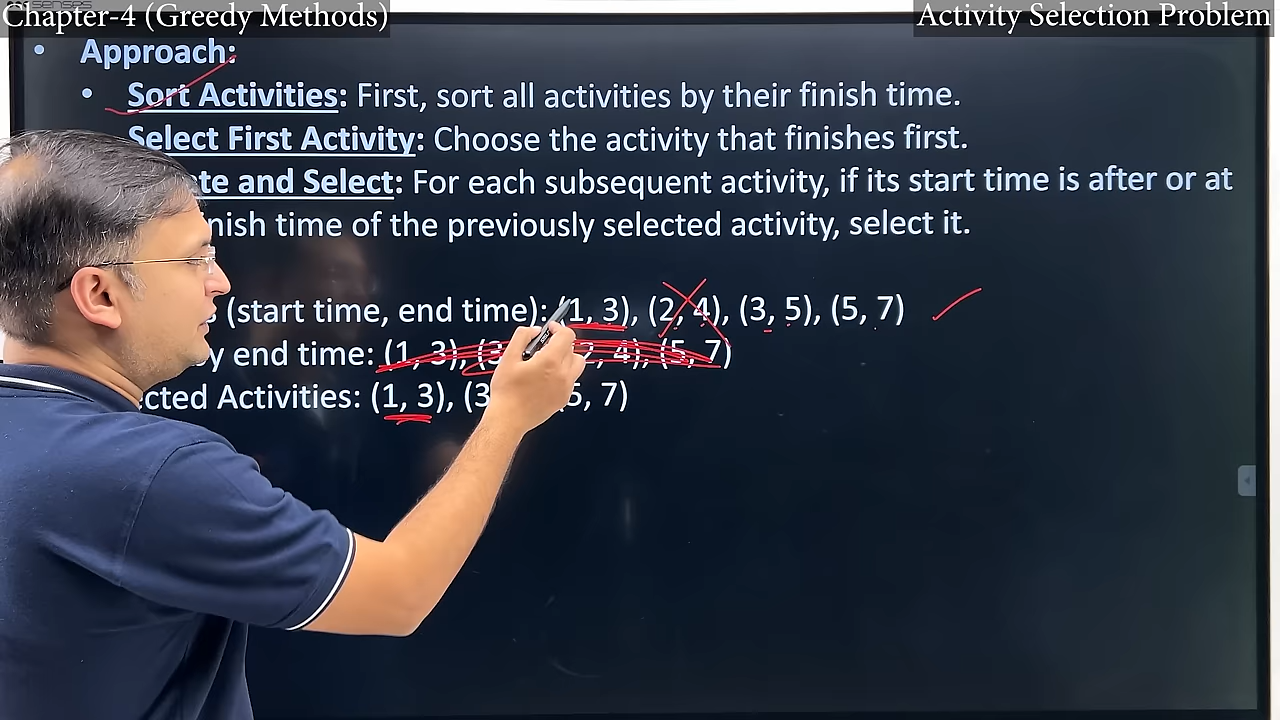 Chapter-4 (Greedy Methods)
Activity Selection Problem
• Approach:
• Sort Activities: First, sort all activities by their finish time.
Select First Activity: Choose the activity that finishes first.
te and Select: For each subsequent activity, if its start time is after or at
nish time of the previously selected activity, select it.
(start time, end time): (1, 3), (2, 4), (3, 5), (5, 7)
y end time: (1, 3), (3 2, 4), (5, 7)
cted Activities: (1, 3), (3 5, 7)